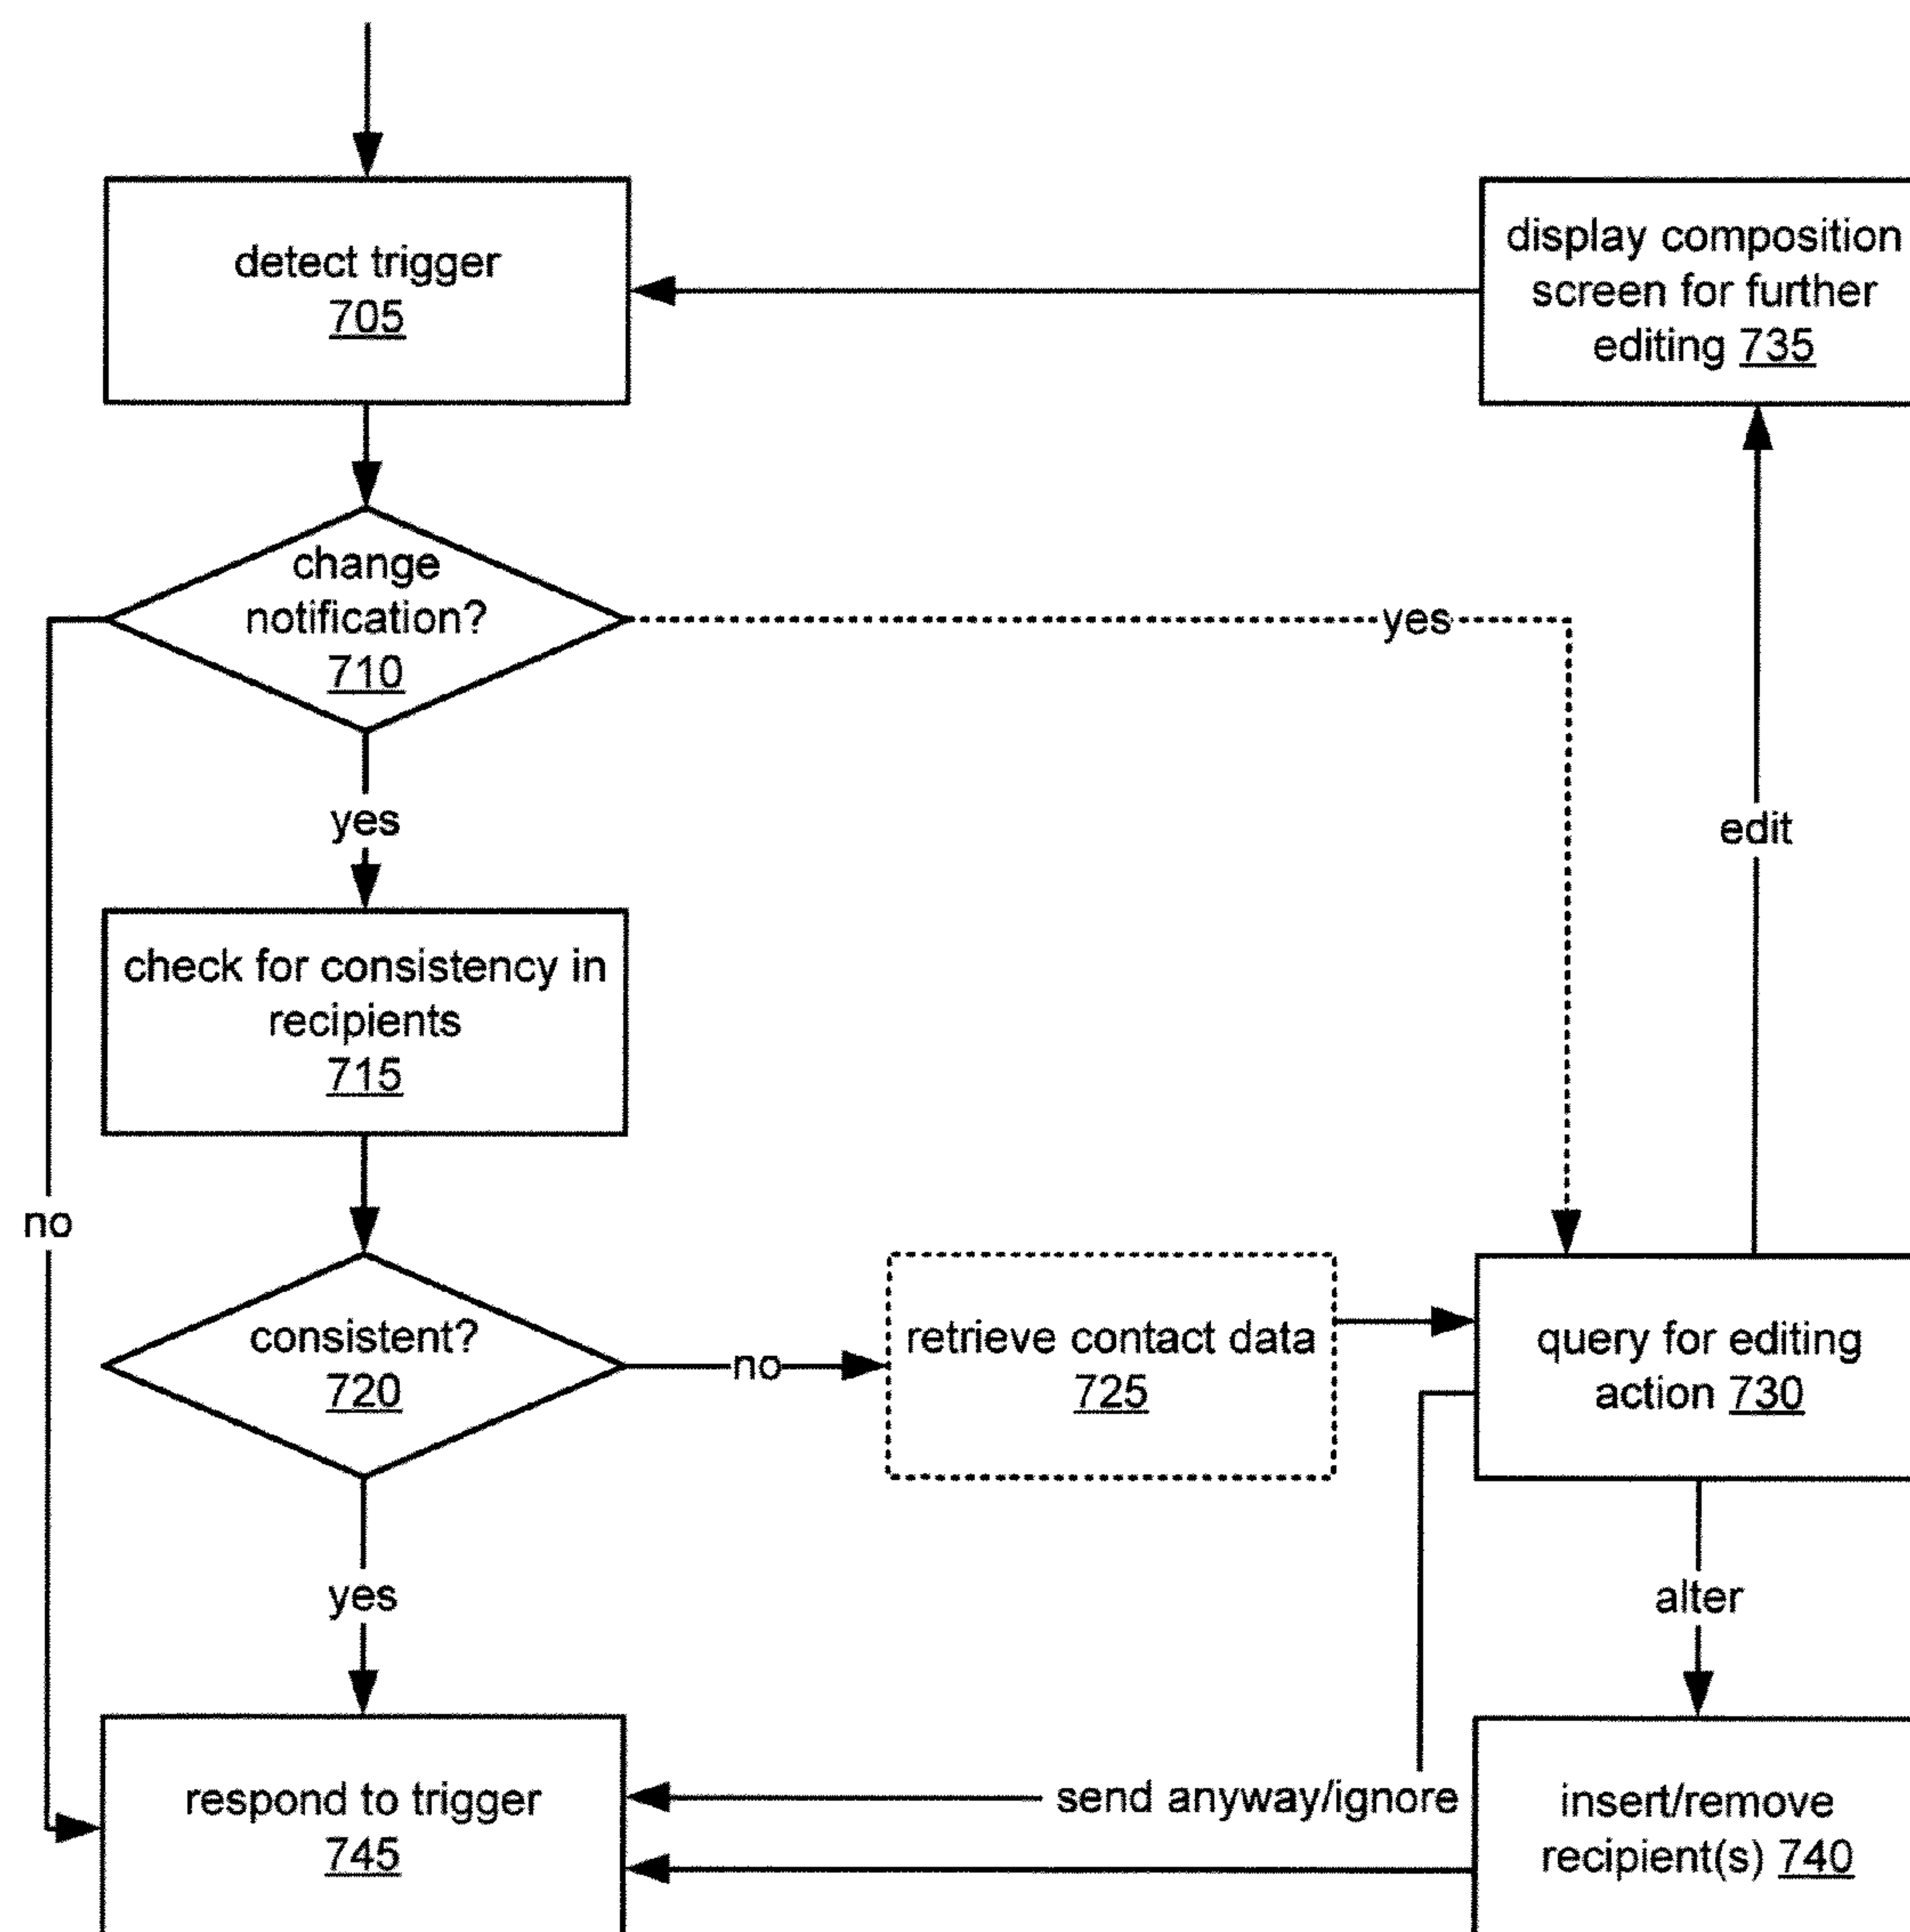 detect trigger
705
display composition
screen for further
editing 735
change
notification?
710
yes
yes
edit
check for consistency in
recipients
715
no
consistent?
720
no
retrieve contact data
725
query for editing
action 730
yes
alter
respond to trigger
745
send anyway/ignore
insert/remove
recipient(s) 740